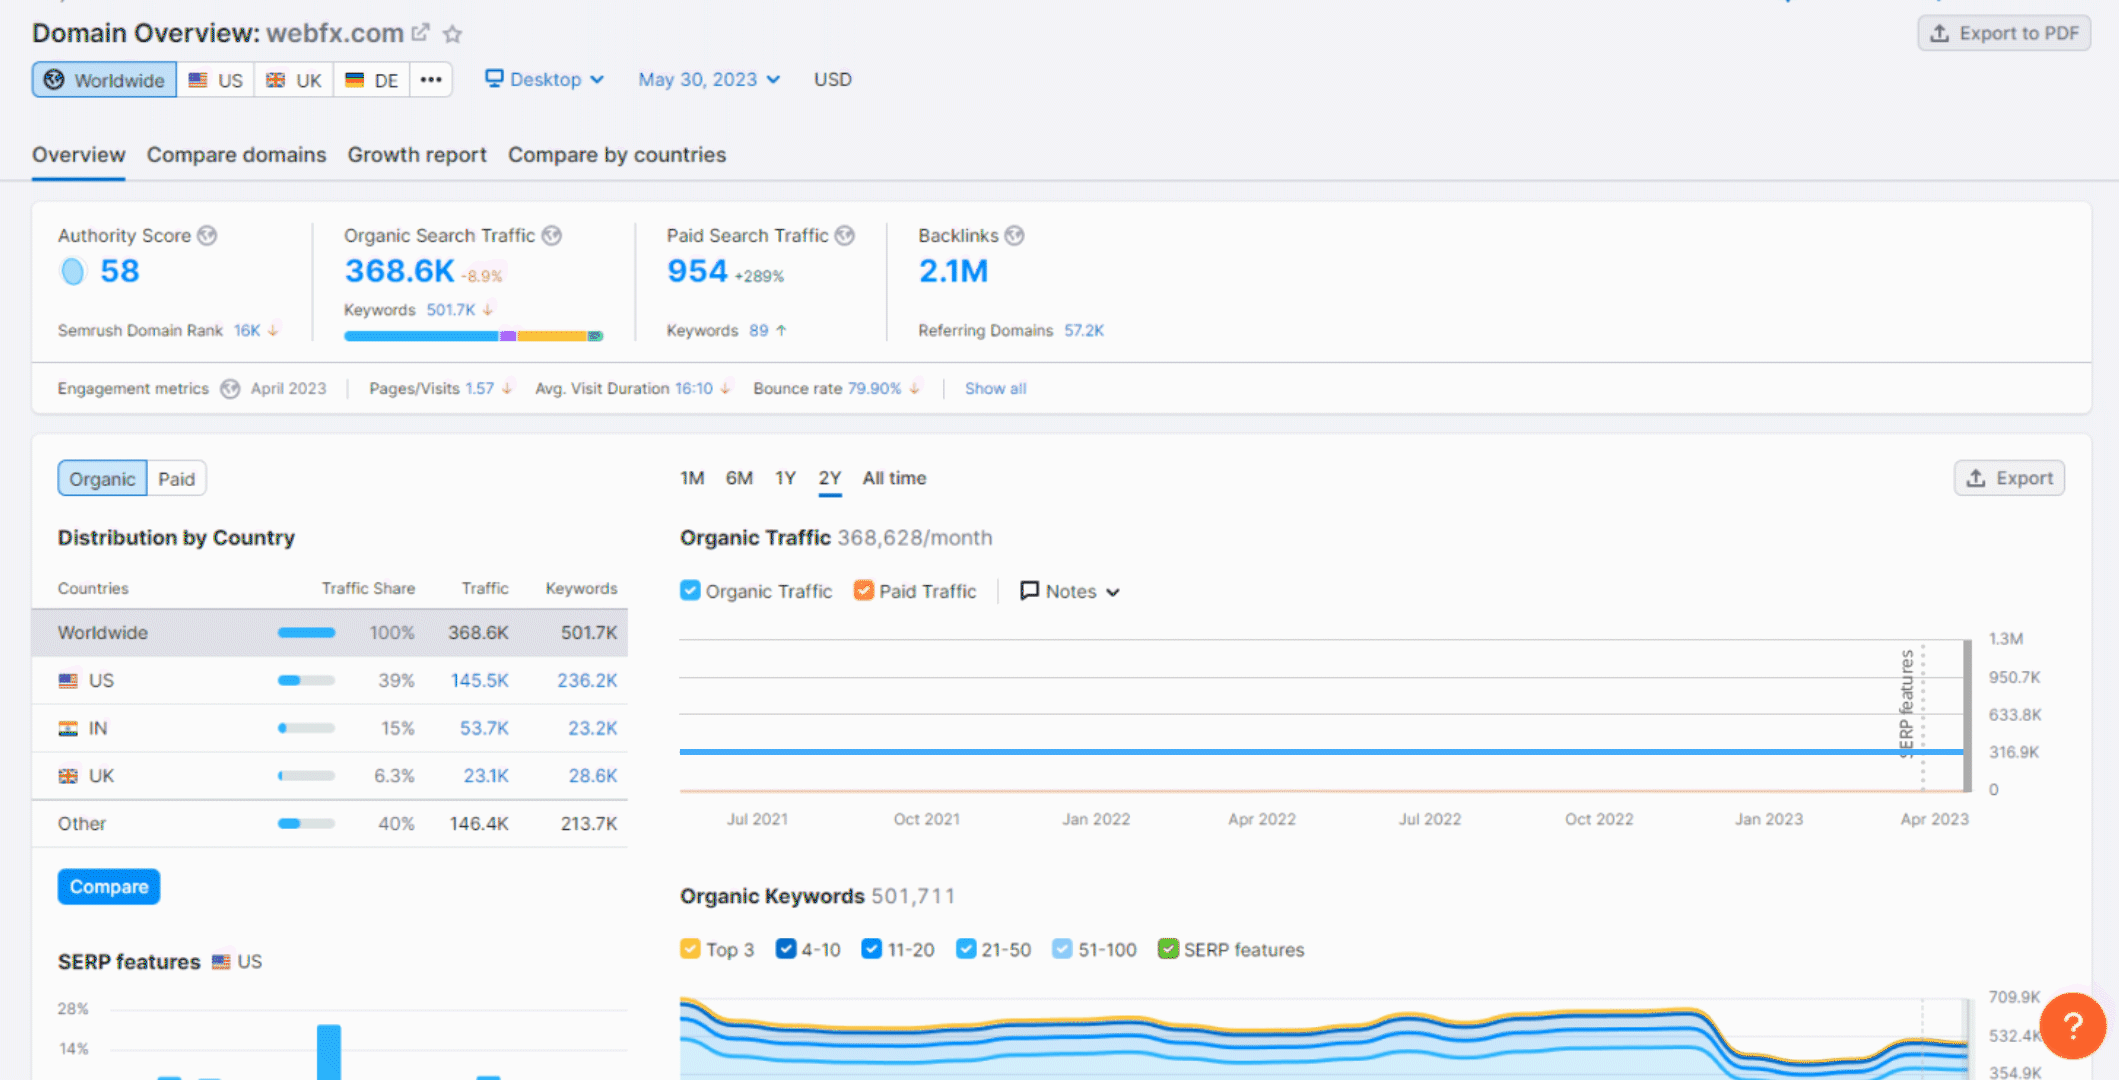 Domain Overview: webfx.com
Export to PDF
Worldwide US UK DE •••
Desktop May 30, 2023 USD
Overview Compare domains Growth report Compare by countries
Authority Score Organic Search Traffic Paid Search Traffic Backlinks
58 368.6K -8.9% 954 +289% 2.1M
Keywords 501.7K ↓
Semrush Domain Rank 16K ↓ Keywords 89 ↑ Referring Domains 57.2K
Engagement metrics April 2023 Pages/Visits 1.57 ↓ Avg. Visit Duration 16:10 ↓ Bounce rate 79.90% ↓ Show all
Organic Paid
1M 6M 1Y 2Y All time
Export
Distribution by Country
Organic Traffic 368,628/month
Countries Traffic Share Traffic Keywords
Organic Traffic Paid Traffic Notes
Worldwide 100% 368.6K 501.7K
US 39% 145.5K 236.2K
IN 15% 53.7K 23.2K
UK 6.3% 23.1K 28.6K
Other 40% 146.4K 213.7K
SERP features
1.3M
950.7K
633.8K
316.9K
0
Jul 2021 Oct 2021 Jan 2022 Apr 2022 Jul 2022 Oct 2022 Jan 2023 Apr 2023
Compare
Organic Keywords 501,711
Top 3 4-10 11-20 21-50 51-100 SERP features
SERP features US
28%
14%
709.9K
532.4K
354.9K
?